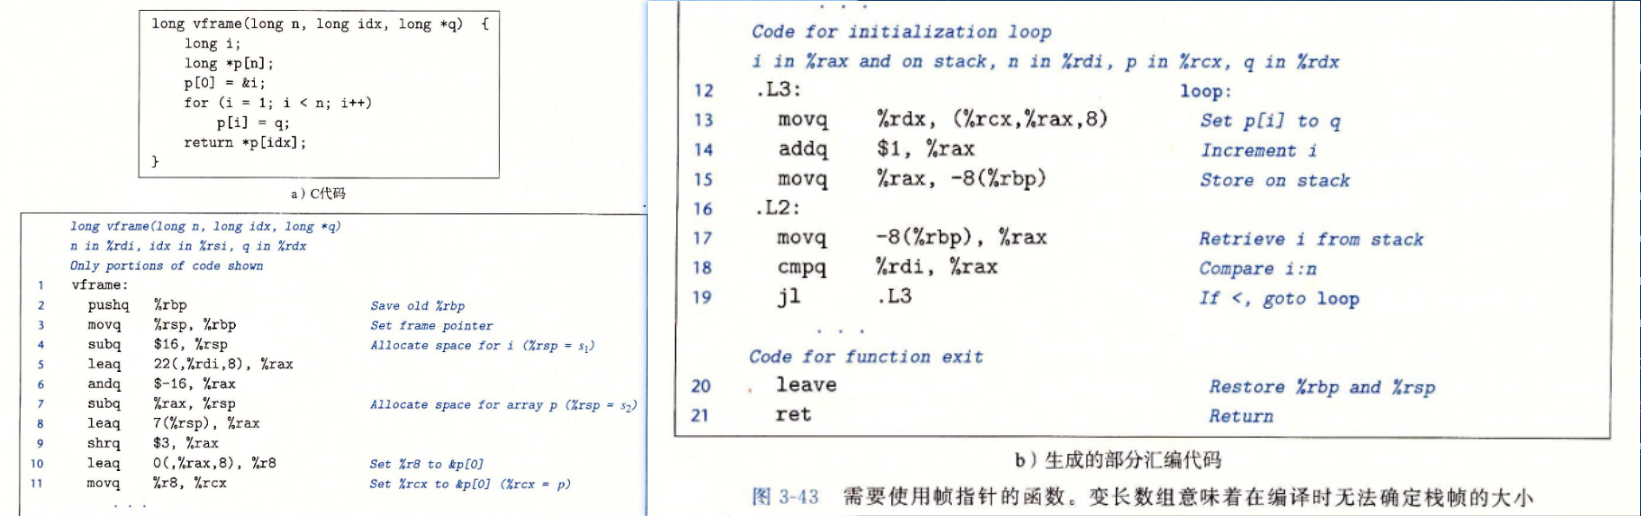 long vframe(long n, long idx, long *q) {
    long i;
    long *p[n];
    p[0] = &i;
    for (i = 1; i < n; i++)
        p[i] = q;
    return *p[idx];
}
a) C代码
long vframe(long n, long idx, long *q)
n in %rdi, idx in %rsi, q in %rdx
Only portions of code shown
1 vframe:
2 pushq %rbp Save old %rbp
3 movq %rsp, %rbp Set frame pointer
4 subq $16, %rsp Allocate space for i (%rsp = s₁)
5 leaq 22(,%rdi,8), %rax
6 andq $-16, %rax
7 subq %rax, %rsp Allocate space for array p (%rsp = s₂)
8 leaq 7(%rsp), %rax
9 shrq $3, %rax
10 leaq 0(,%rax,8), %r8 Set %r8 to &p[0]
11 movq %r8, %rcx Set %rcx to &p[0] (%rcx = p)
. . .
. . .
Code for initialization loop
i in %rax and on stack, n in %rdi, p in %rcx, q in %rdx
12 .L3: loop:
13 movq %rdx, (%rcx,%rax,8) Set p[i] to q
14 addq $1, %rax Increment i
15 movq %rax, -8(%rbp) Store on stack
16 .L2:
17 movq -8(%rbp), %rax Retrieve i from stack
18 cmpq %rdi, %rax Compare i:n
19 jl .L3 If <, goto loop
. . .
Code for function exit
20 leave Restore %rbp and %rsp
21 ret Return
b) 生成的部分汇编代码
图 3-43 需要使用帧指针的函数。变长数组意味着在编译时无法确定栈帧的大小